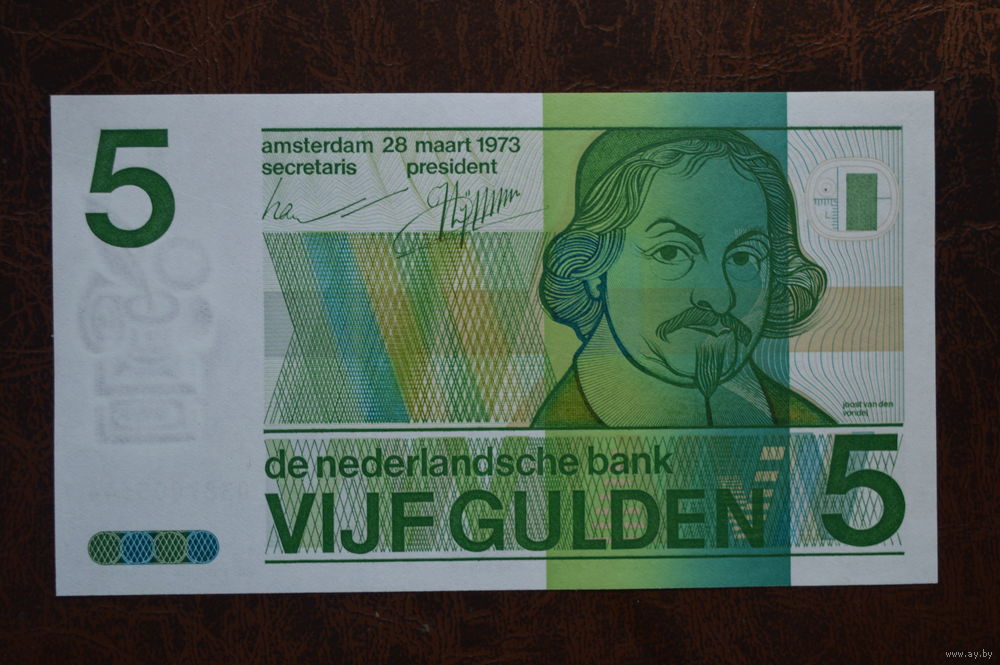 5
amsterdam 28 maart 1973
secretaris president
joost van den
vondel
de nederlandsche bank
VIJF GULDEN 5
www.ay.by